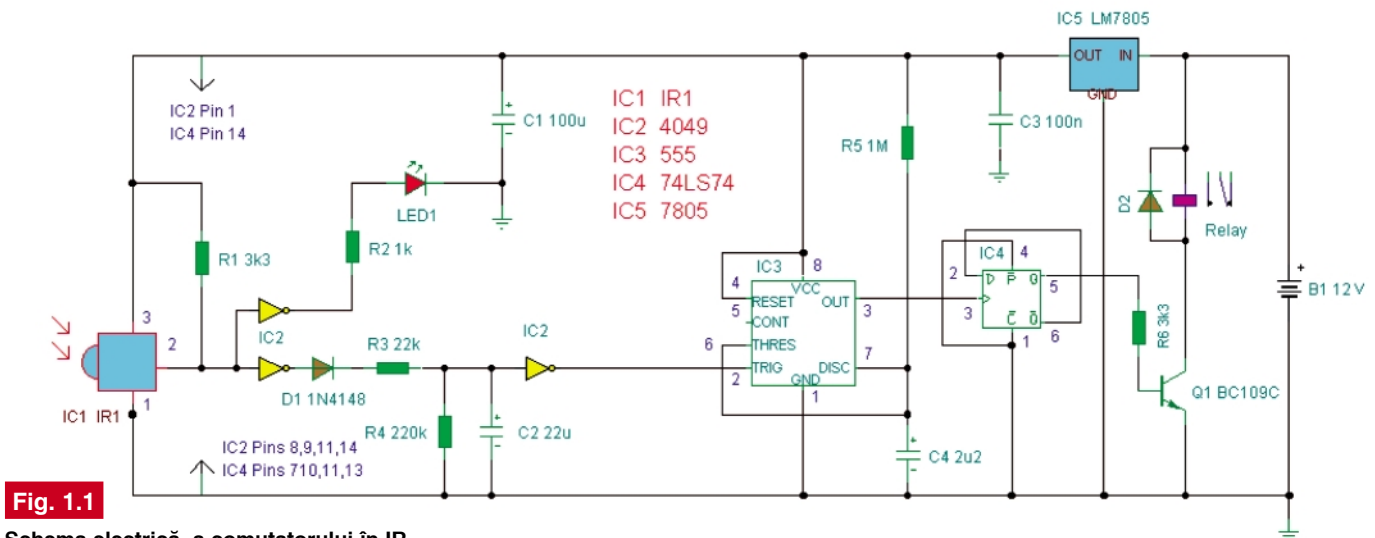 IC5 LM7805
OUT IN
GND
IC2 Pin 1
IC4 Pin 14
+
C1 100u
-
IC1 IR1
IC2 4049
IC3 555
IC4 74LS74
IC5 7805
R5 1M
C3 100n
D2
Relay
LED1
R2 1k
R1 3k3
3
2
1
IC1 IR1
IC2
D1 1N4148
R3 22k
IC2
R4 220k
+
C2 22u
-
IC3
8
4
VCC
RESET OUT
3
5
CONT
6
THRES
7
TRIG DISC
2
GND
1
IC4
4
2
D P Q
5
3
C Q
1
6
R6 3k3
Q1 BC109C
+
B1 12V
-
+
C4 2u2
-
IC2 Pins 8,9,11,14
IC4 Pins 710,11,13
Fig. 1.1